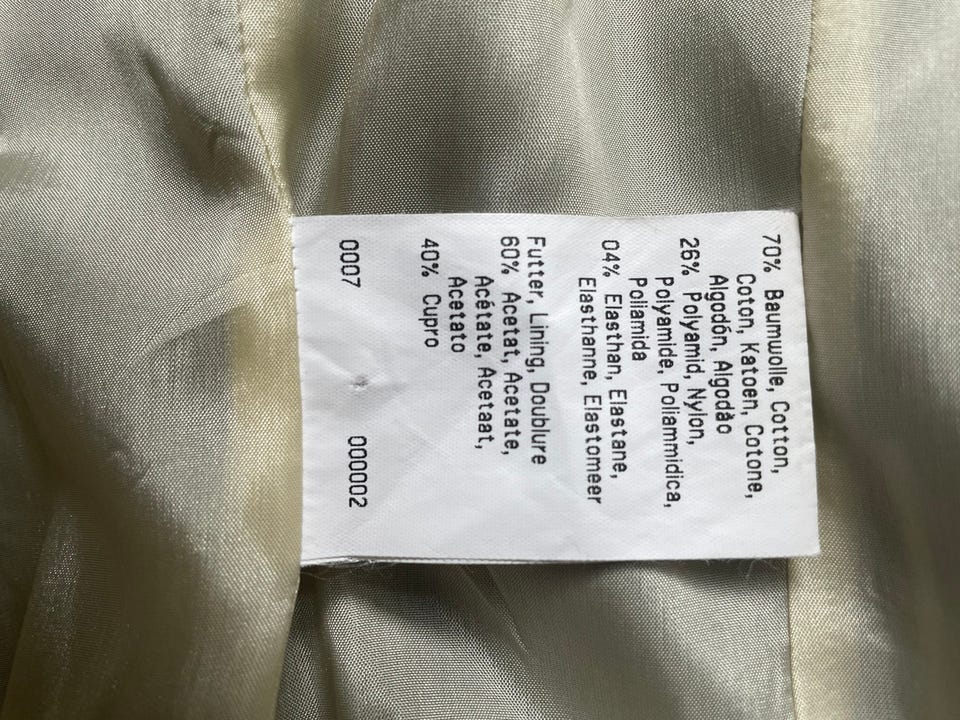 70% Baumwolle, Cotton,
Coton, Katoen, Cotone,
Algodón, Algodão
26% Polyamid, Nylon,
Polyamide, Poliammidica,
Poliamida
04% Elasthan, Elastane,
Elasthanne, Elastomeer
Futter, Lining, Doublure
60% Acetat, Acetate,
Acétate, Acetaat,
Acetato
40% Cupro
0007 000002